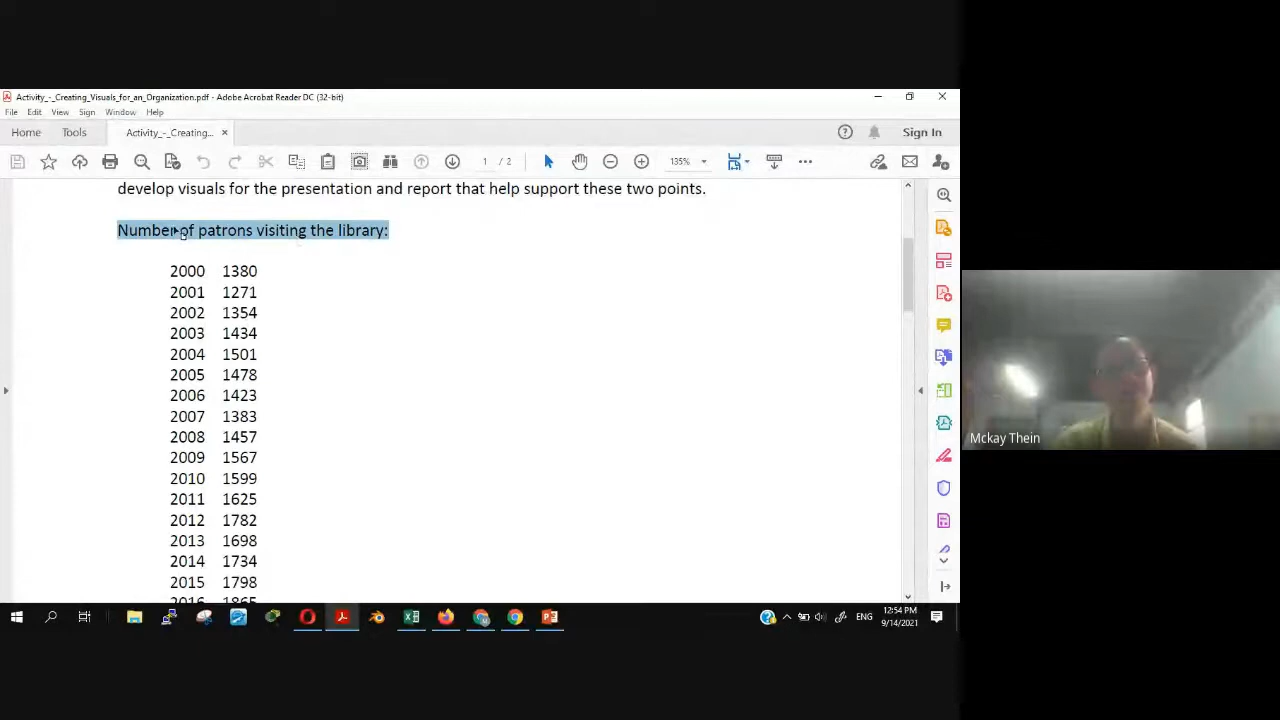 Activity_-_Creating_Visuals_for_an_Organization.pdf - Adobe Acrobat Reader DC (32-bit)
File Edit View Sign Window Help
Home Tools Activity_-_Creating... × Sign In
1 / 2 135%
develop visuals for the presentation and report that help support these two points.
Number of patrons visiting the library:
2000 1380
2001 1271
2002 1354
2003 1434
2004 1501
2005 1478
2006 1423
2007 1383
2008 1457
2009 1567
2010 1599
2011 1625
2012 1782
2013 1698
2014 1734
2015 1798
2016 1865
Mckay Thein
ENG
12:54 PM
9/14/2021